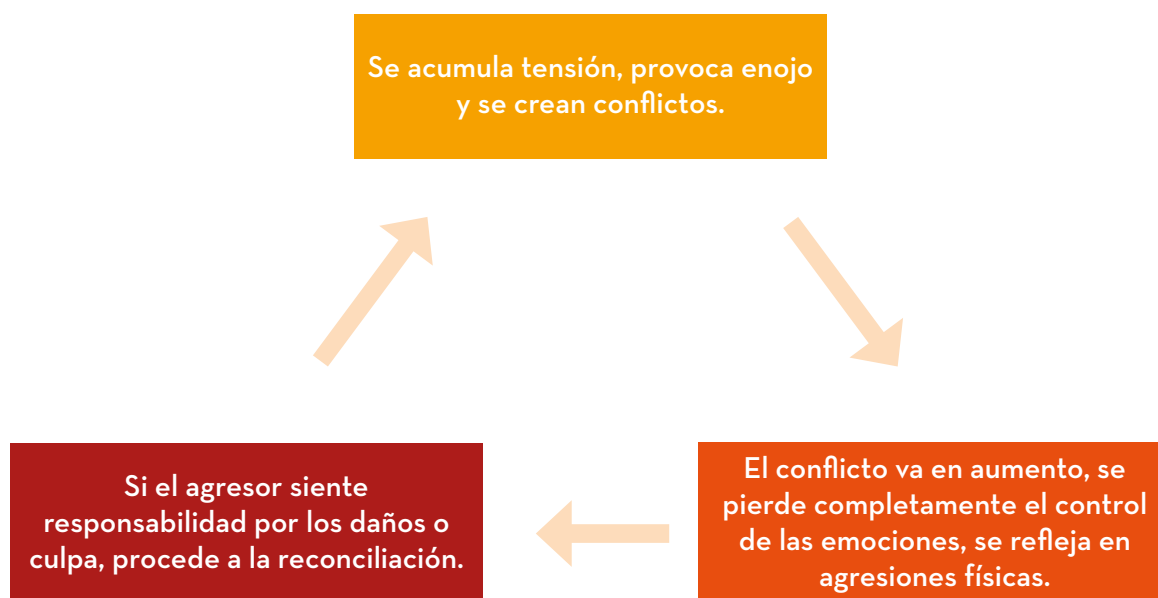 Se acumula tensión, provoca enojo
y se crean conflictos.
Si el agresor siente
responsabilidad por los daños o
culpa, procede a la reconciliación.
El conflicto va en aumento, se
pierde completamente el control
de las emociones, se refleja en
agresiones físicas.